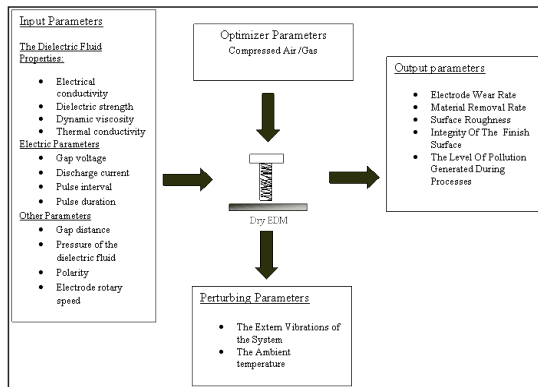 Input Parameters
The Dielectric Fluid
Properties:
Electrical
conductivity
Dielectric strength
Dynamic viscosity
Thermal conductivity
Electric Parameters
Gap voltage
Discharge current
Pulse interval
Pulse duration
Other Parameters
Gap distance
Pressure of the
dielectric fluid
Polarity
Electrode rotary
speed
Optimizer Parameters
Compressed Air /Gas
Dry EDM
Perturbing Parameters
The Extern Vibrations of
the System
The Ambient
temperature
Output parameters
Electrode Wear Rate
Material Removal Rate
Surface Roughness
Integrity Of The Finish
Surface
The Level Of Pollution
Generated During
Processes